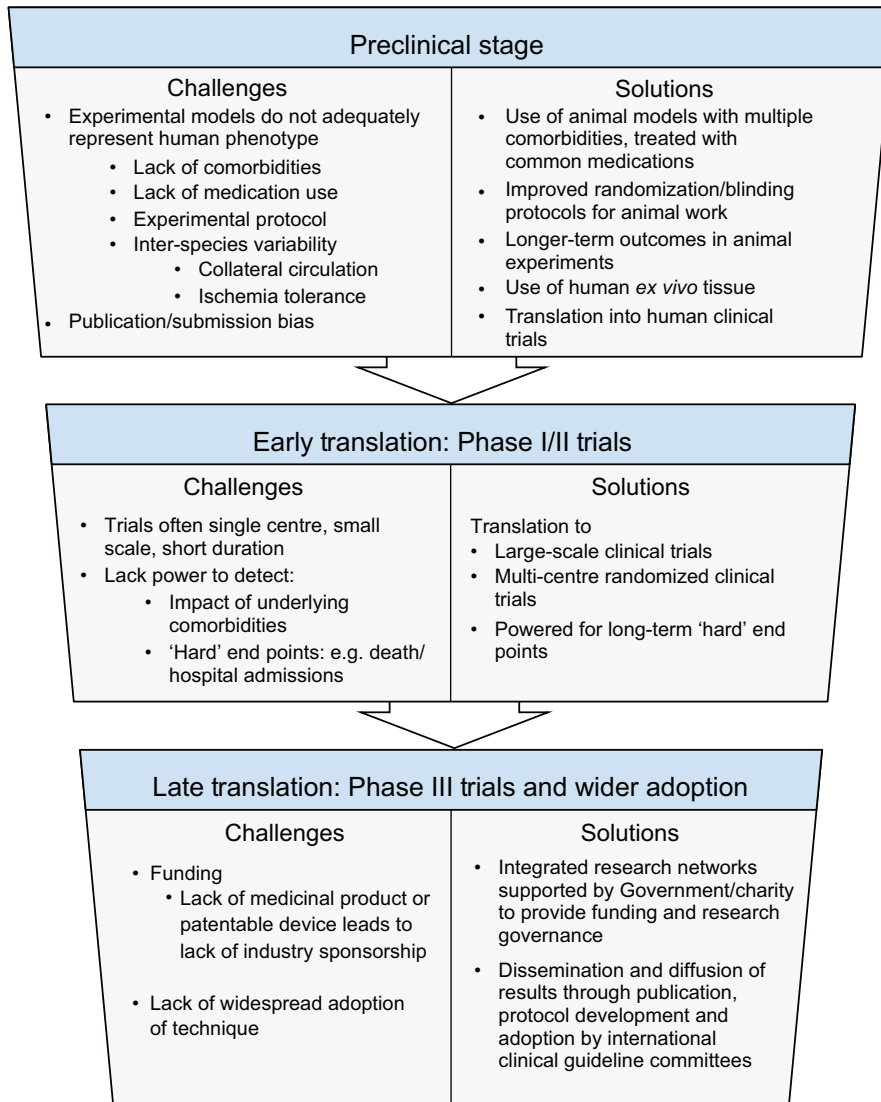 Preclinical stage
Challenges
• Experimental models do not adequately
represent human phenotype
• Lack of comorbidities
• Lack of medication use
• Experimental protocol
• Inter-species variability
• Collateral circulation
• Ischemia tolerance
• Publication/submission bias
Solutions
• Use of animal models with multiple
comorbidities, treated with
common medications
• Improved randomization/blinding
protocols for animal work
• Longer-term outcomes in animal
experiments
• Use of human ex vivo tissue
• Translation into human clinical
trials
Early translation: Phase I/II trials
Challenges
• Trials often single centre, small
scale, short duration
• Lack power to detect:
• Impact of underlying
comorbidities
• ‘Hard’ end points: e.g. death/
hospital admissions
Solutions
Translation to
• Large-scale clinical trials
• Multi-centre randomized clinical
trials
• Powered for long-term ‘hard’ end
points
Late translation: Phase III trials and wider adoption
Challenges
• Funding
• Lack of medicinal product or
patentable device leads to
lack of industry sponsorship
• Lack of widespread adoption
of technique
Solutions
• Integrated research networks
supported by Government/charity
to provide funding and research
governance
• Dissemination and diffusion of
results through publication,
protocol development and
adoption by international
clinical guideline committees